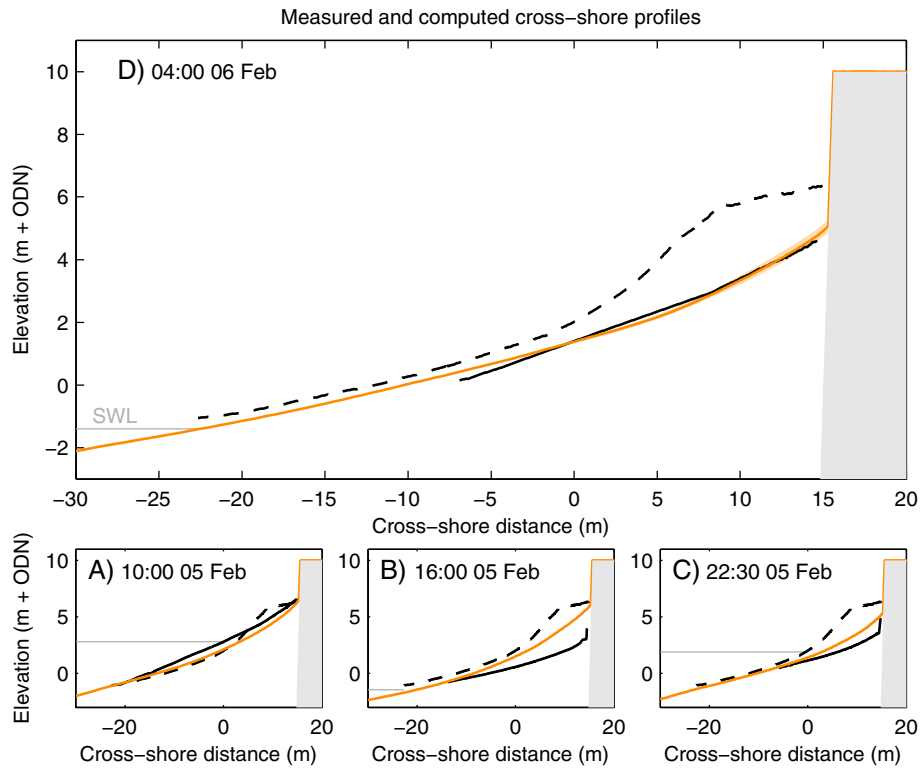 Measured and computed cross-shore profiles
D) 04:00 06 Feb
Elevation (m + ODN)
10
8
6
4
2
0
−2
SWL
−30 −25 −20 −15 −10 −5 0 5 10 15 20
Cross-shore distance (m)
A) 10:00 05 Feb
Elevation (m + ODN)
10
5
0
−20 0 20
Cross-shore distance (m)
B) 16:00 05 Feb
10
5
0
−20 0 20
Cross-shore distance (m)
C) 22:30 05 Feb
10
5
0
−20 0 20
Cross-shore distance (m)